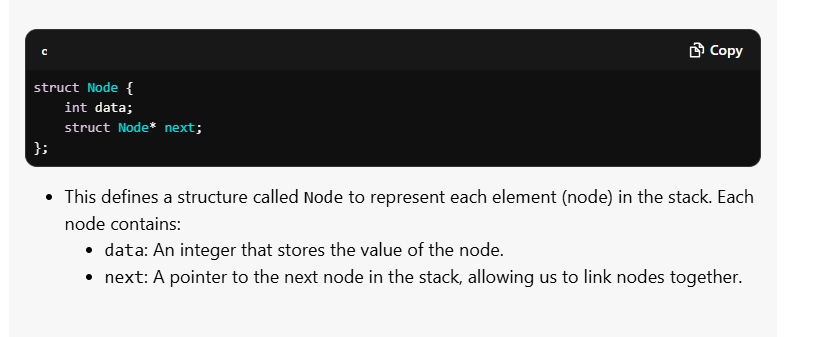 c
Copy
struct Node {
    int data;
    struct Node* next;
};
• This defines a structure called Node to represent each element (node) in the stack. Each
node contains:
• data: An integer that stores the value of the node.
• next: A pointer to the next node in the stack, allowing us to link nodes together.